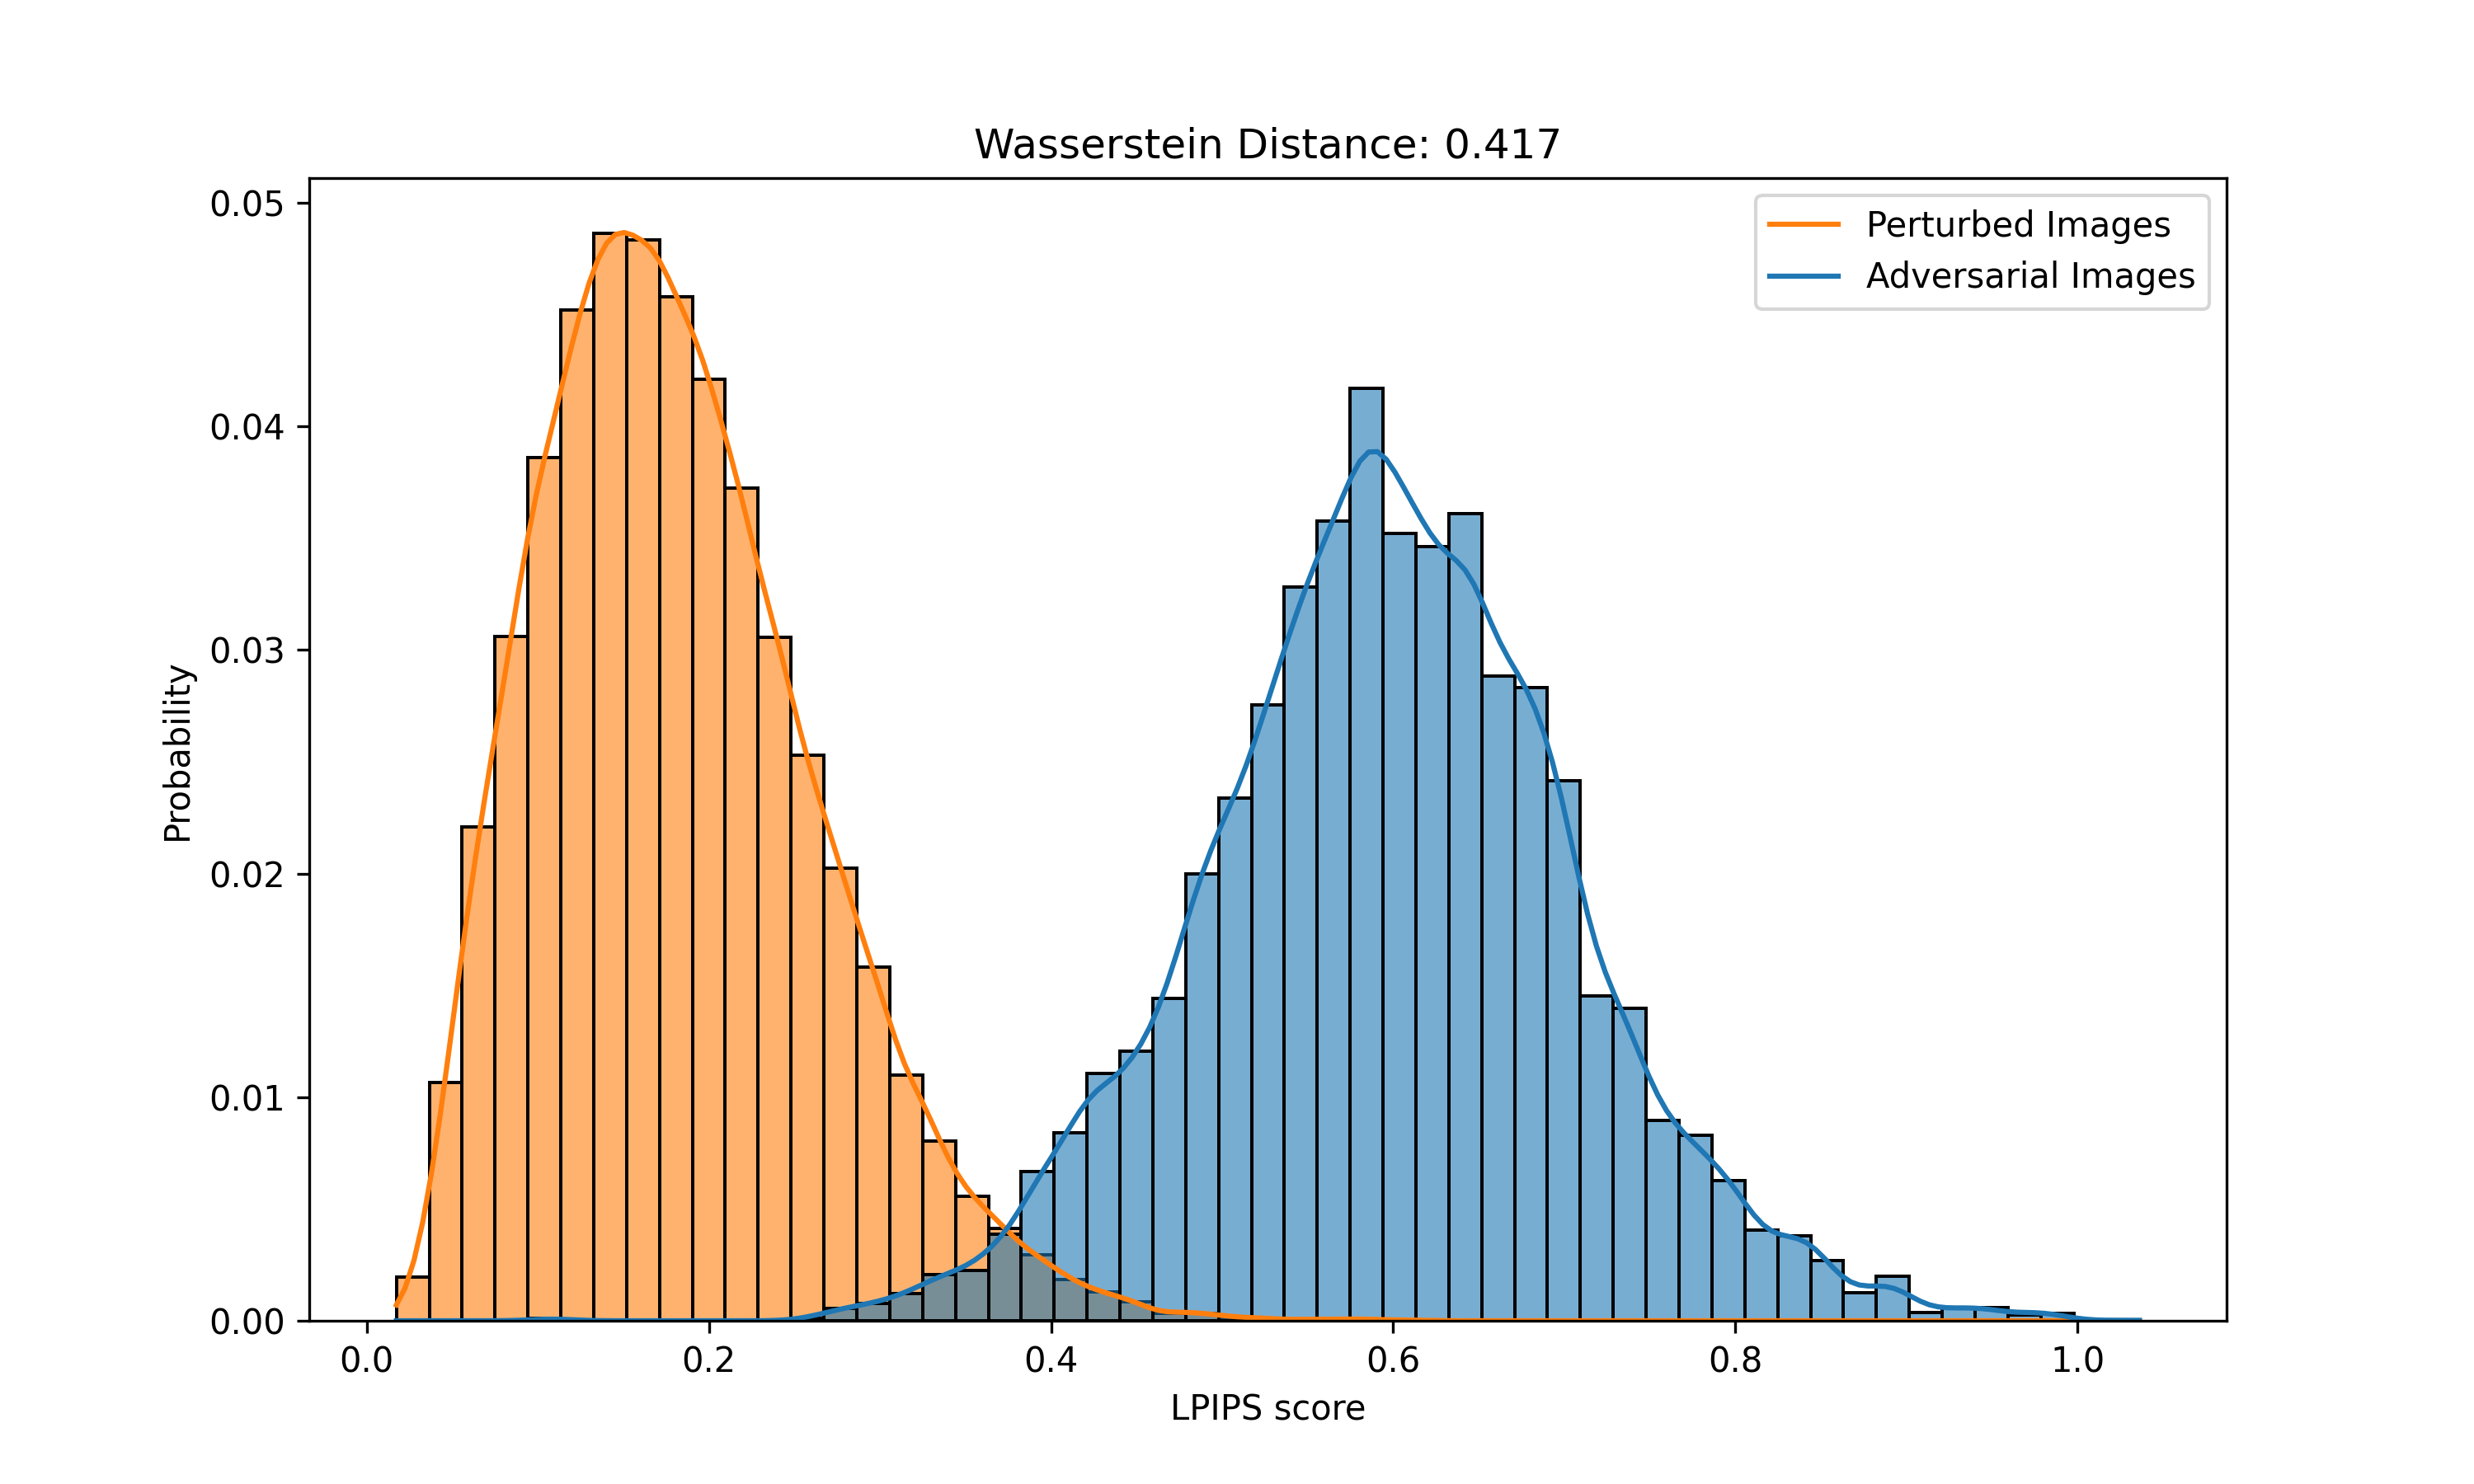 Wasserstein Distance: 0.417
Perturbed Images
Adversarial Images
Probability
0.05
0.04
0.03
0.02
0.01
0.00
0.0 0.2 0.4 0.6 0.8 1.0
LPIPS score